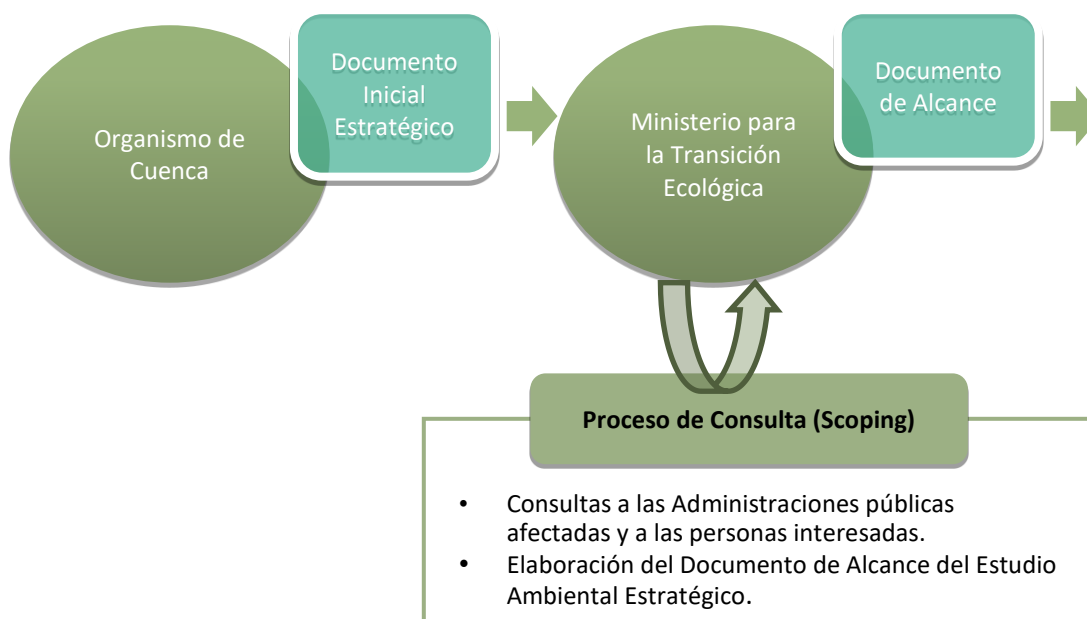 Organismo de
Cuenca
Documento
Inicial
Estratégico
Ministerio para
la Transición
Ecológica
Documento
de Alcance
Proceso de Consulta (Scoping)
• Consultas a las Administraciones públicas
afectadas y a las personas interesadas.
• Elaboración del Documento de Alcance del Estudio
Ambiental Estratégico.